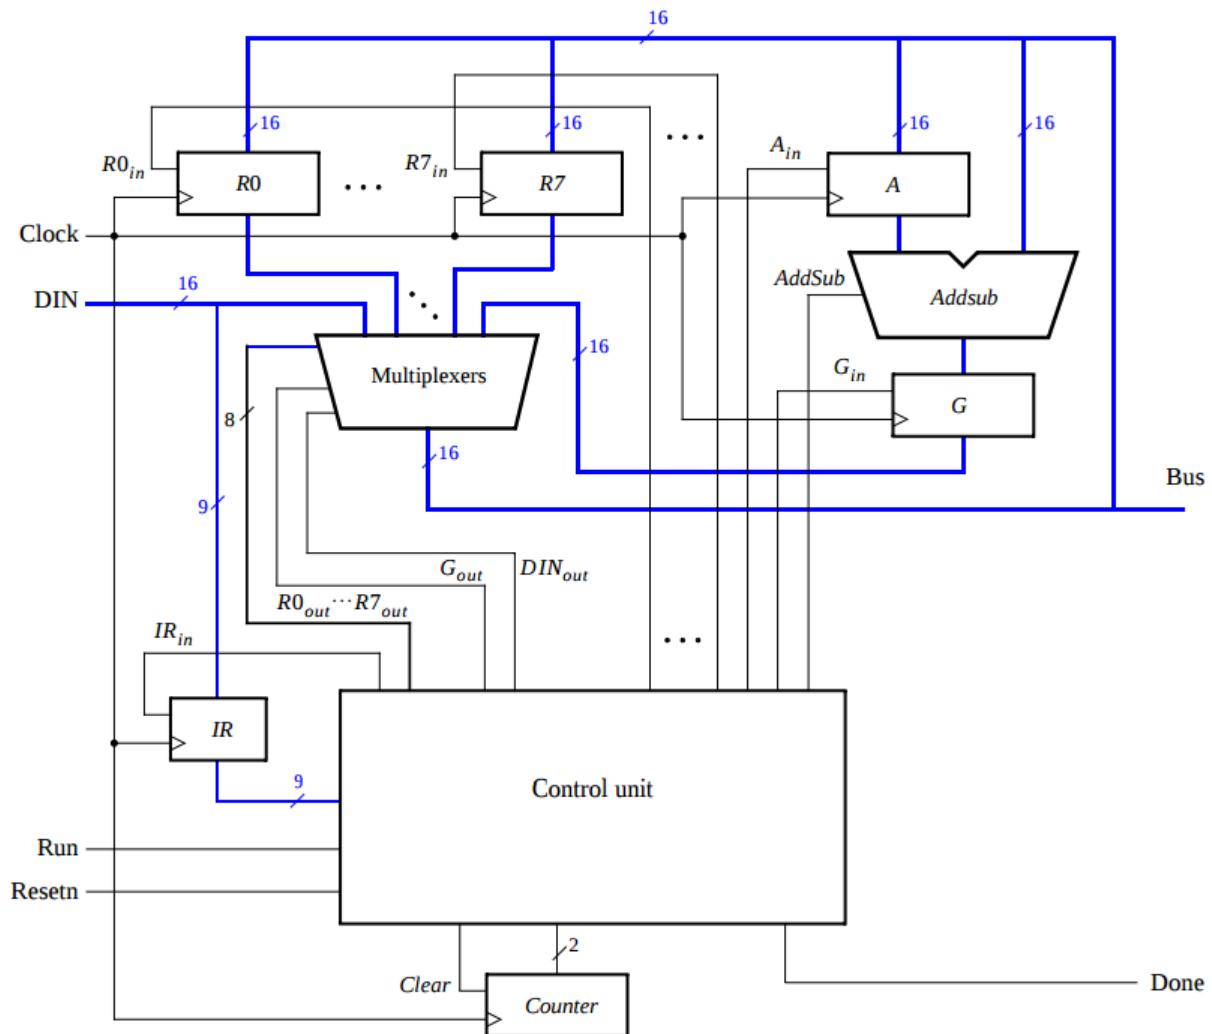 16
16
16
16
16
R0in
R0
R7in
R7
Ain
A
Clock
DIN
16
AddSub
Addsub
Multiplexers
16
Gin
G
8
16
Bus
9
Gout
DINout
R0out...R7out
IRin
IR
9
Control unit
Run
Resetn
2
Clear
Counter
Done